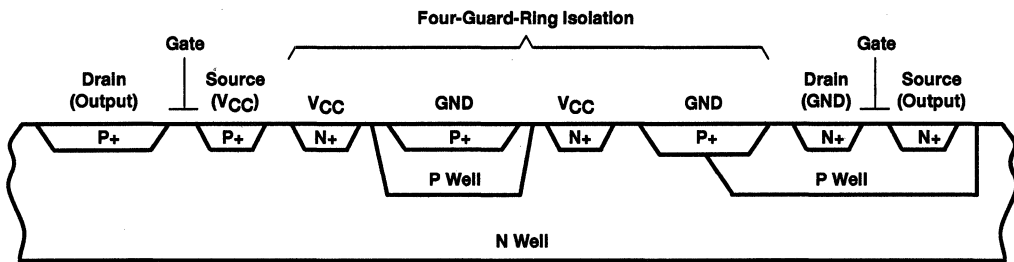 Four-Guard-Ring Isolation
Gate
Gate
Drain
(Output)
Source
(VCC)
VCC
GND
VCC
GND
Drain
(GND)
Source
(Output)
P+
P+
N+
P+
N+
P+
N+
N+
P Well
P Well
N Well